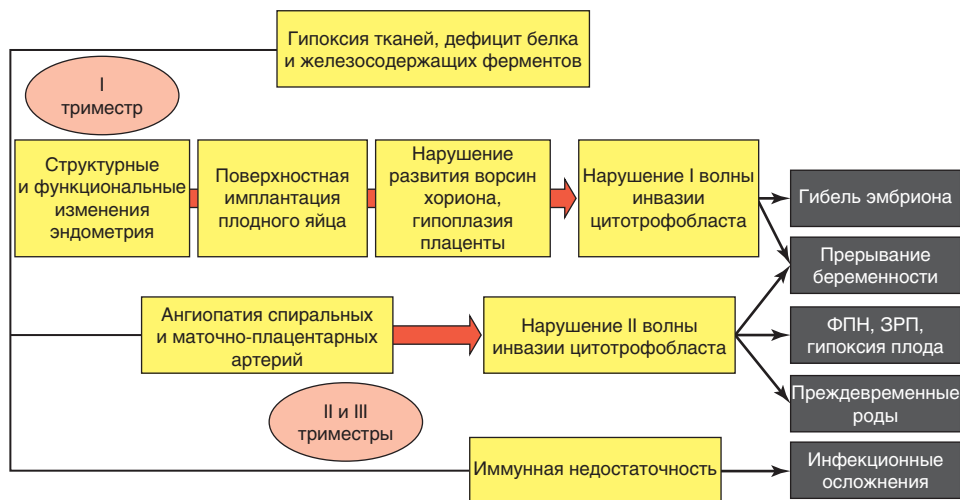 Гипоксия тканей, дефицит белка
и железосодержащих ферментов
I
триместр
Структурные
и функциональные
изменения
эндометрия
Поверхностная
имплантация
плодного яйца
Нарушение
развития ворсин
хориона,
гипоплазия
плаценты
Нарушение I волны
инвазии
цитотрофобласта
Гибель эмбриона
Прерывание
беременности
Ангиопатия спиральных
и маточно-плацентарных
артерий
Нарушение II волны
инвазии цитотрофобласта
ФПН, ЗРП,
гипоксия плода
Преждевременные
роды
II и III
триместры
Иммунная недостаточность
Инфекционные
осложнения